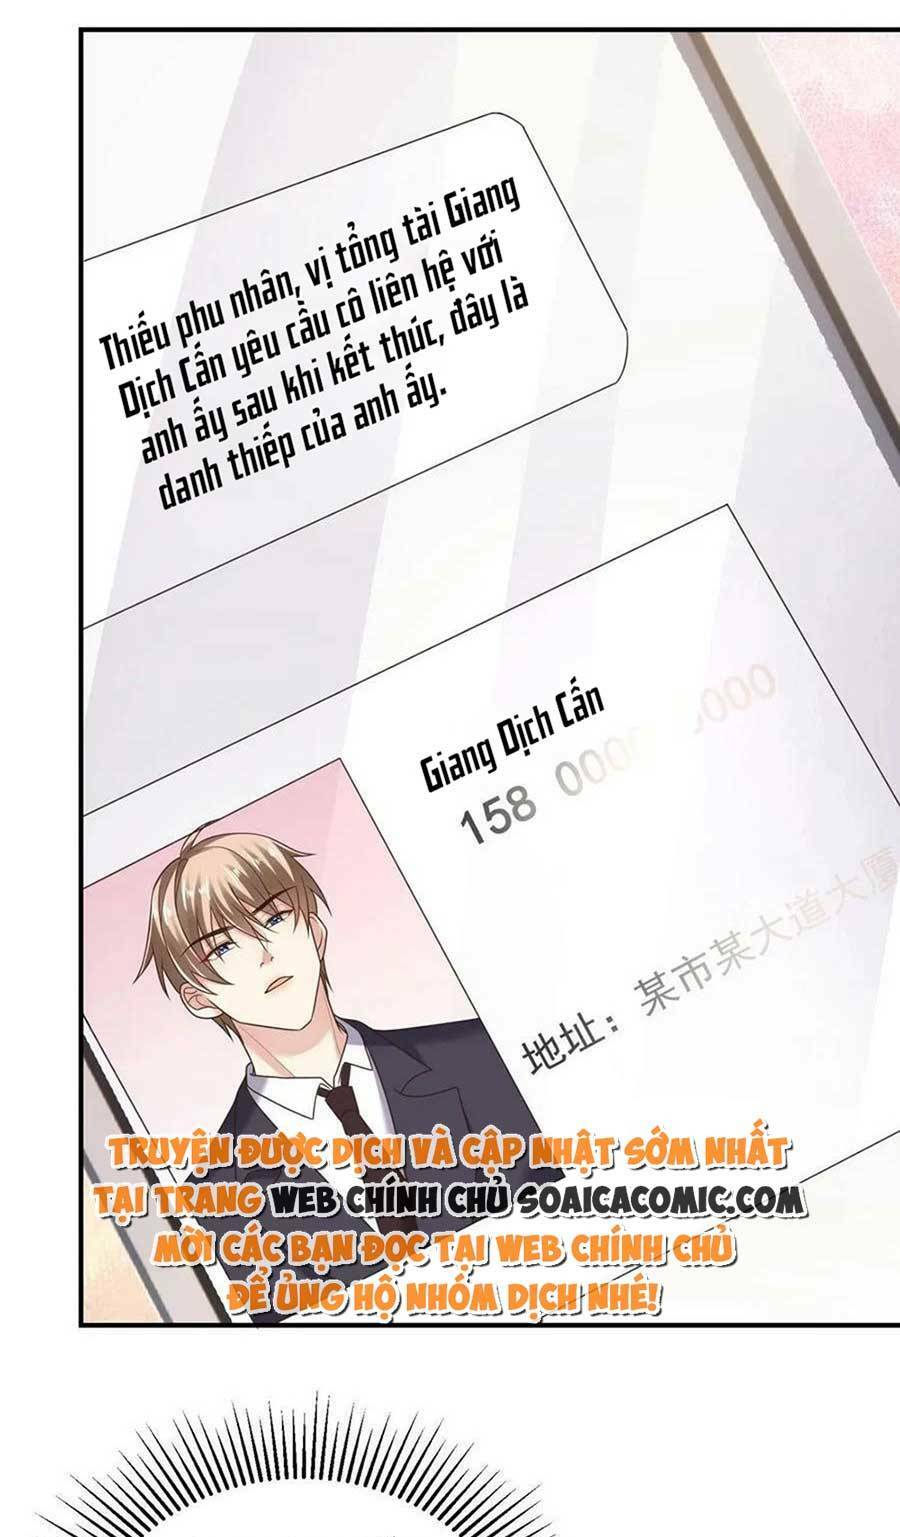 Thiếu phu nhân, vị tổng tài Giang
Dịch Cấn yêu cầu cô liên hệ với
anh ấy sau khi kết thúc, đây là
danh thiếp của anh ấy.
Giang Dịch Cấn
158
地址：某市某大道大厦
TRUYỆN ĐƯỢC DỊCH VÀ CẬP NHẬT SỚM NHẤT
TẠI TRANG WEB CHÍNH CHỦ SOAICACOMIC.COM
MỜI CÁC BẠN ĐỌC TẠI WEB CHÍNH CHỦ
ĐỂ ỦNG HỘ NHÓM DỊCH NHÉ!